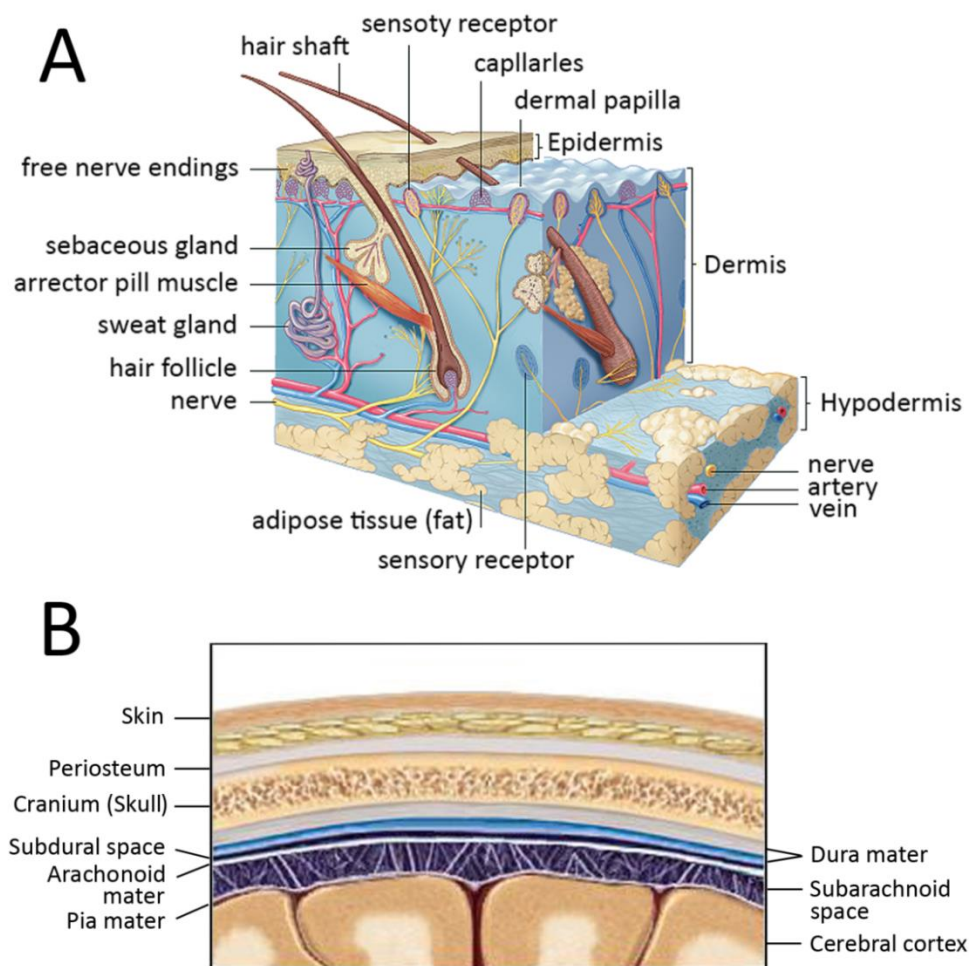 A
sensoty receptor
hair shaft
capllarles
dermal papilla
Epidermis
free nerve endings
sebaceous gland
Dermis
arrector pill muscle
sweat gland
hair follicle
nerve
Hypodermis
nerve
artery
vein
adipose tissue (fat)
sensory receptor
B
Skin
Periosteum
Cranium (Skull)
Subdural space
Arachonoid
mater
Pia mater
Dura mater
Subarachnoid
space
Cerebral cortex